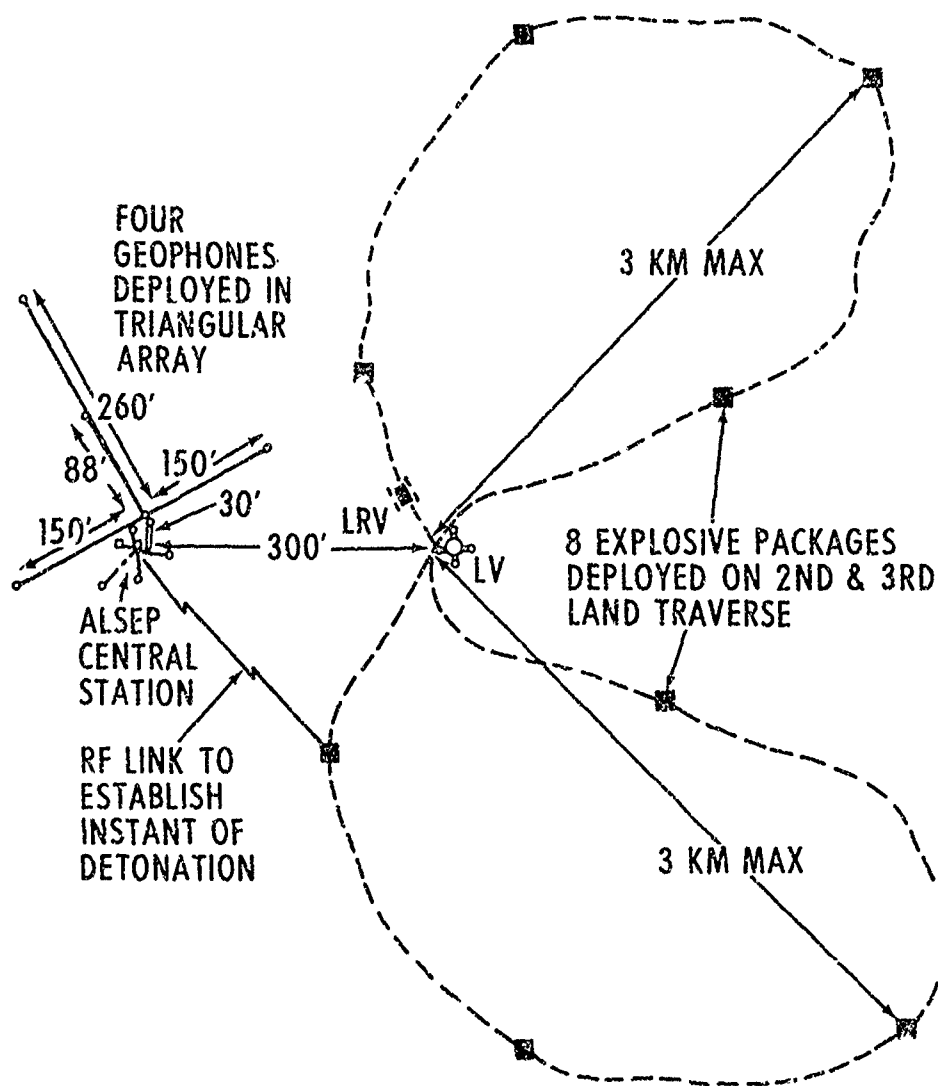 FOUR
GEOPHONES
DEPLOYED IN
TRIANGULAR
ARRAY
3 KM MAX
260'
88'
150'
30'
150'
300'
LRV
LV
8 EXPLOSIVE PACKAGES
DEPLOYED ON 2ND & 3RD
LAND TRAVERSE
ALSEP
CENTRAL
STATION
RF LINK TO
ESTABLISH
INSTANT OF
DETONATION
3 KM MAX